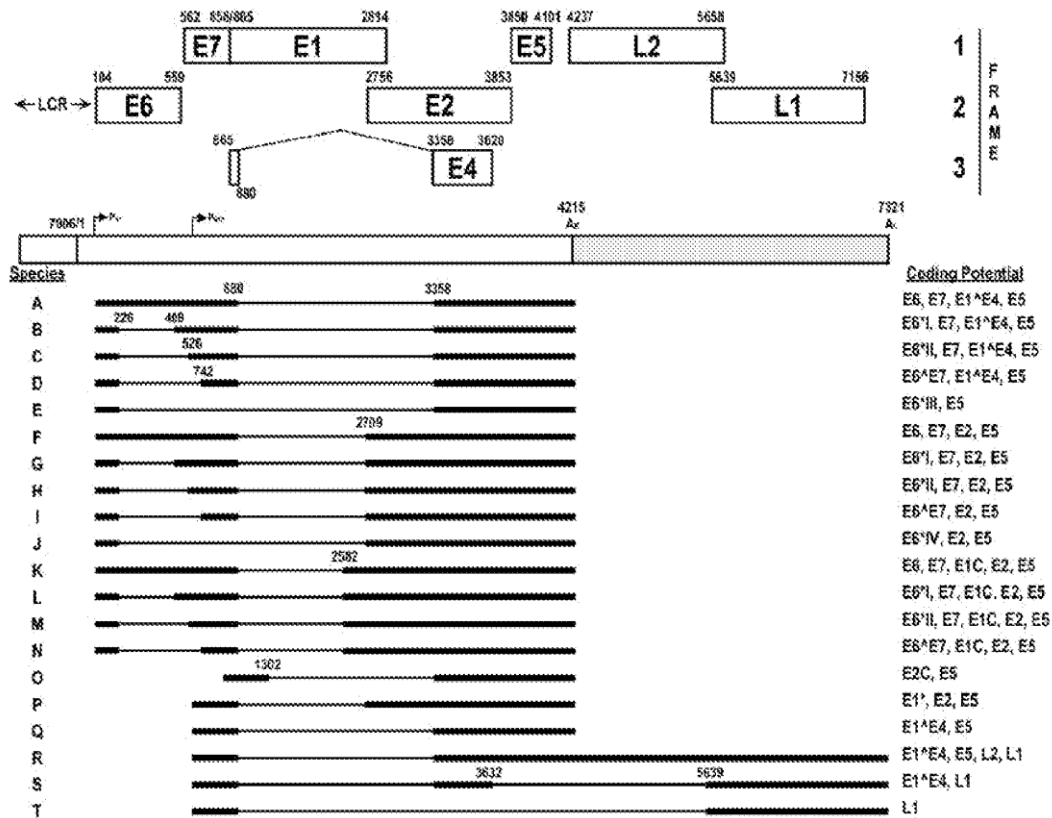 562 858/865 2814 3850 4101 4237 5658
E7 E1 E5 L2 1
184 559 2756 3853 5639 7156
←LCR→ E6 E2 L1 2
FRAME
865 3358 3620
E4 3
880
7906/1 4215 7321
Species Coding Potential
880 3358
A E6, E7, E1^E4, E5
226 409
B E6*I, E7, E1^E4, E5
526
C E6*II, E7, E1^E4, E5
742
D E6^E7, E1^E4, E5
E E6*III, E5
2709
F E6, E7, E2, E5
G E6*I, E7, E2, E5
H E6*II, E7, E2, E5
I E6^E7, E2, E5
J E6*IV, E2, E5
2582
K E6, E7, E1C, E2, E5
L E6*I, E7, E1C, E2, E5
M E6*II, E7, E1C, E2, E5
N E6^E7, E1C, E2, E5
1302
O E2C, E5
P E1*, E2, E5
Q E1^E4, E5
R E1^E4, E5, L2, L1
3632 5639
S E1^E4, L1
T L1